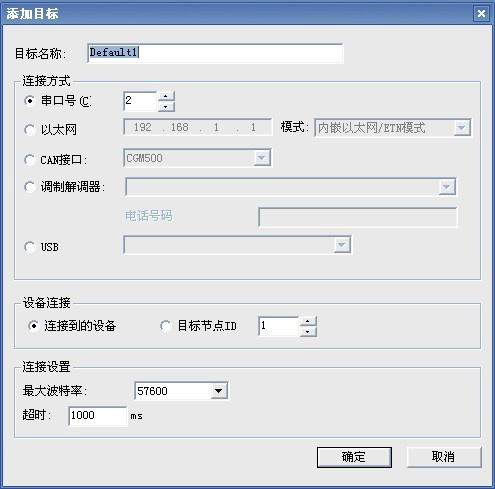 添加目标
目标名称: Default1
连接方式
串口号(C: 2
以太网 192 .168 . 1 . 1 模式: 内嵌以太网/ETN模式
CAN接口: CGM500
调制解调器:
电话号码
USB
设备连接
连接到的设备 目标节点ID 1
连接设置
最大波特率: 57600
超时: 1000 ms
确定 取消